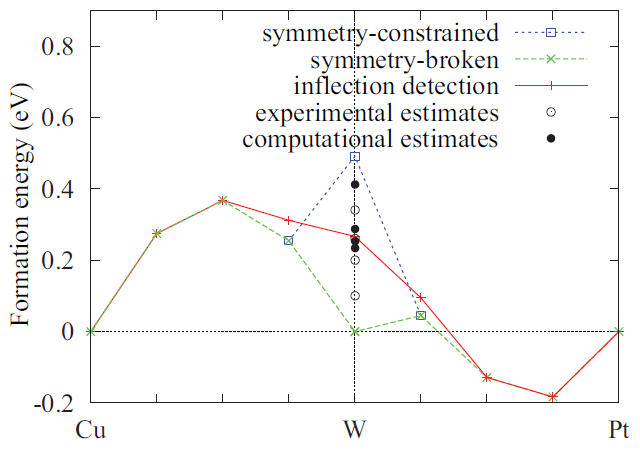 symmetry-constrained
symmetry-broken
inflection detection
experimental estimates
computational estimates
Formation energy (eV)
0.8
0.6
0.4
0.2
0
-0.2
Cu W Pt